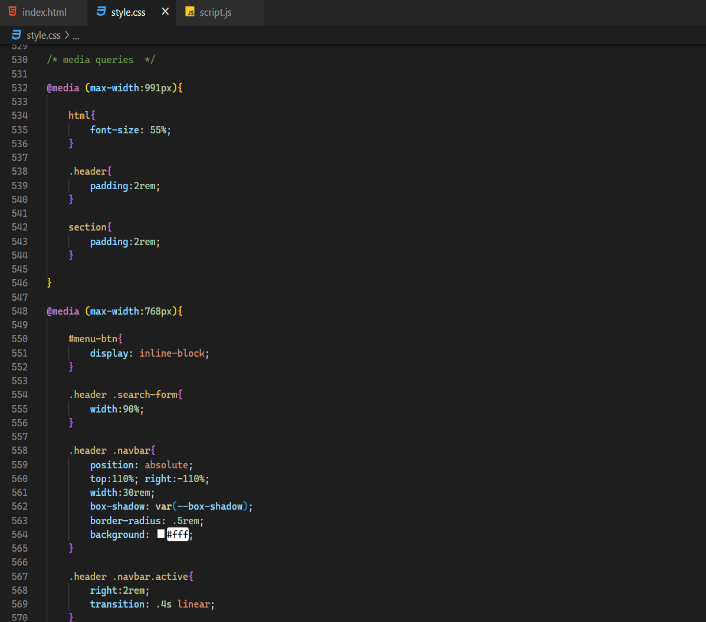 index.html
style.css ×
JS script.js
style.css > ...
529
530 /* media queries  */
531
532 @media (max-width:991px){
533
534     html{
535         font-size: 55%;
536     }
537
538     .header{
539         padding:2rem;
540     }
541
542     section{
543         padding:2rem;
544     }
545
546 }
547
548 @media (max-width:768px){
549
550     #menu-btn{
551         display: inline-block;
552     }
553
554     .header .search-form{
555         width:90%;
556     }
557
558     .header .navbar{
559         position: absolute;
560         top:110%; right:-110%;
561         width:30rem;
562         box-shadow: var(--box-shadow);
563         border-radius: .5rem;
564         background: #fff;
565     }
566
567     .header .navbar.active{
568         right:2rem;
569         transition: .4s linear;
570     }